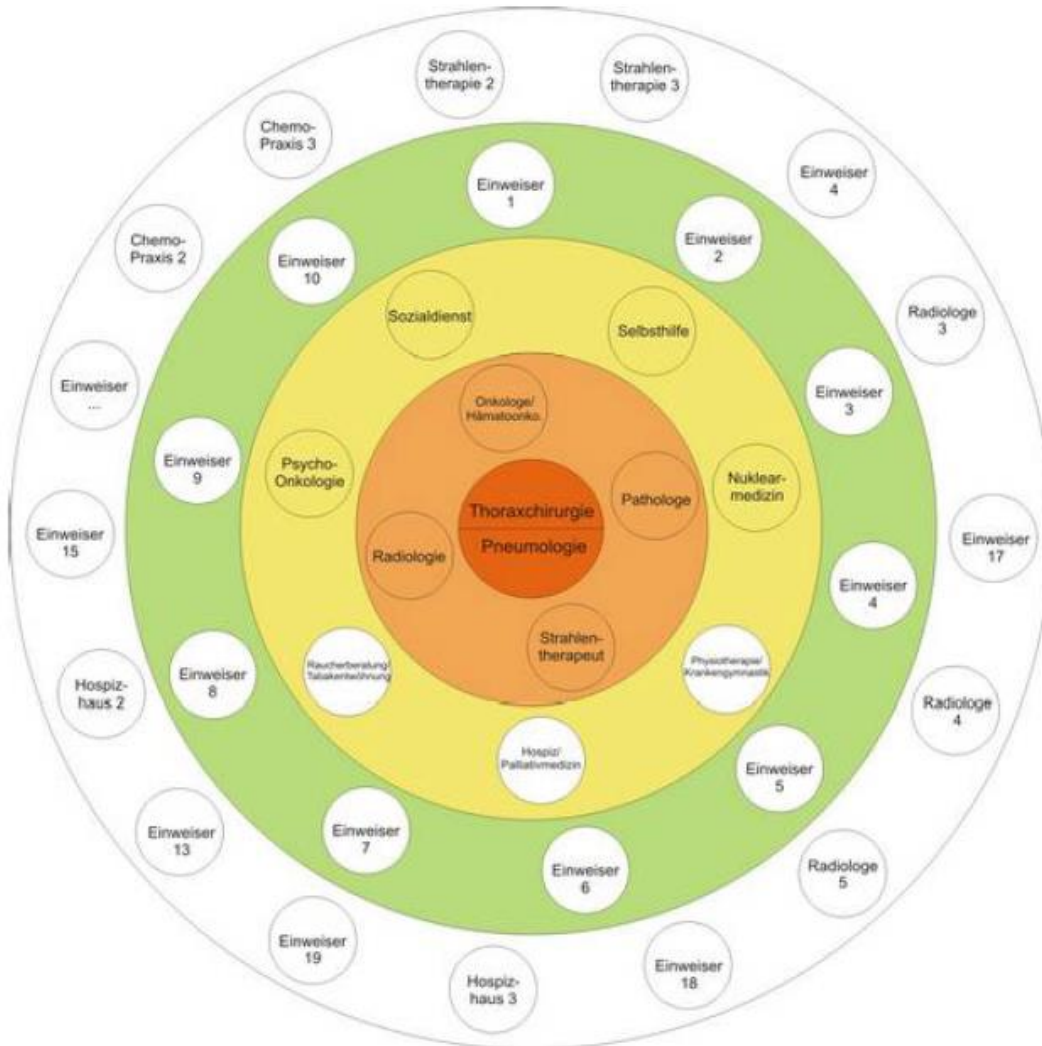 Strahlen-
therapie 2
Strahlen-
therapie 3
Chemo-
Praxis 3
Einweiser
4
Einweiser
1
Einweiser
2
Chemo-
Praxis 2
Einweiser
10
Sozialdienst
Selbsthilfe
Radiologe
3
Einweiser
...
Onkologe/
Hämatoonko.
Einweiser
3
Einweiser
9
Psycho-
Onkologie
Pathologe
Nuklear-
medizin
Thoraxchirurgie
Pneumologie
Einweiser
15
Einweiser
17
Radiologie
Einweiser
4
Strahlen-
therapeut
Raucherberatung/
Tabakentwöhnung
Physiotherapie/
Krankengymnastik
Einweiser
8
Hospiz-
haus 2
Radiologe
4
Hospiz/
Palliativmedizin
Einweiser
5
Einweiser
13
Einweiser
7
Einweiser
6
Radiologe
5
Einweiser
19
Hospiz-
haus 3
Einweiser
18